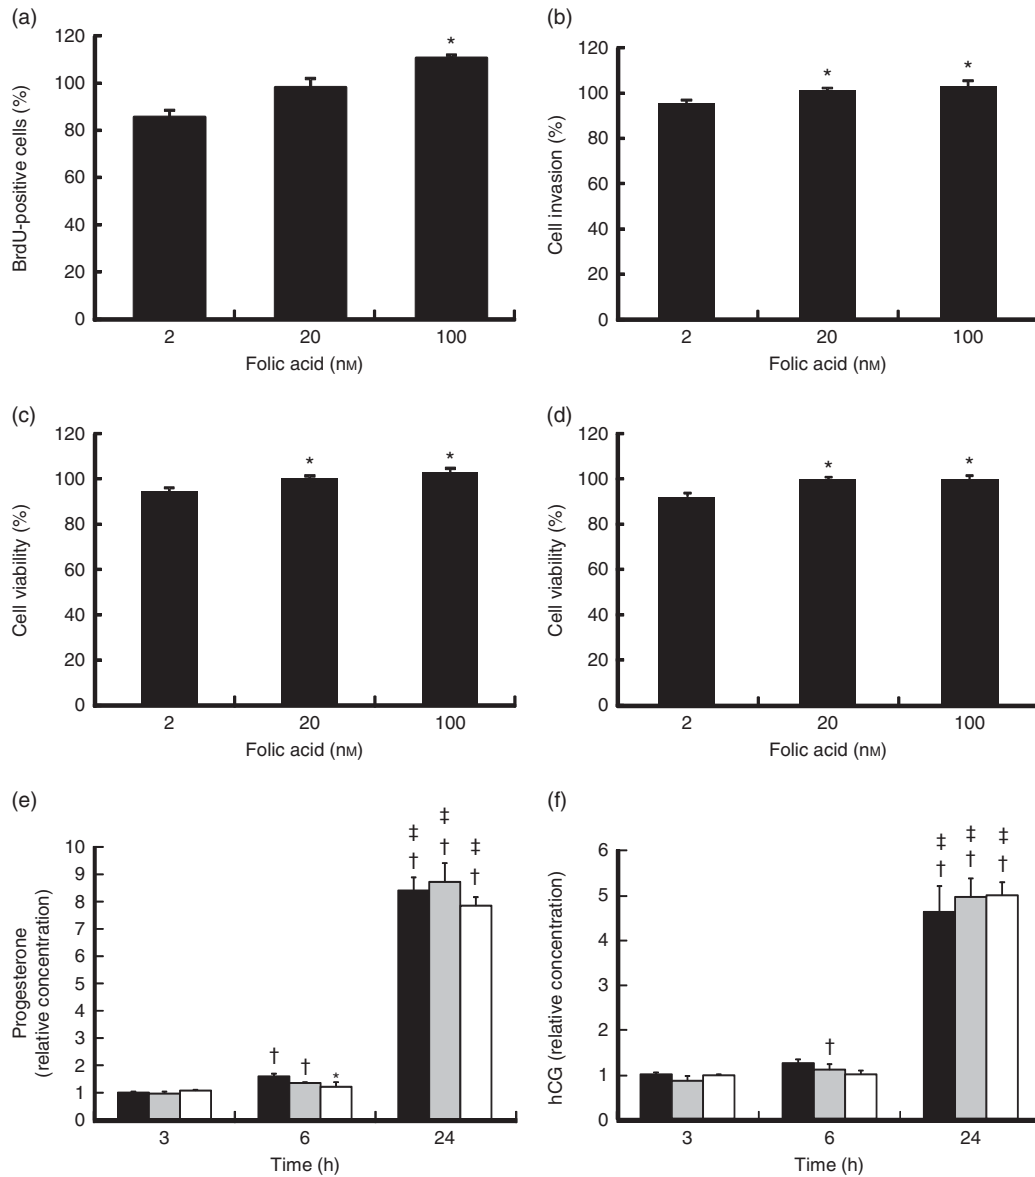 (a)
120
100
80
60
40
20
0
BrdU-positive cells (%)
*
2 20 100
Folic acid (nM)
(b)
120
100
80
60
40
20
0
Cell invasion (%)
* *
2 20 100
Folic acid (nM)
(c)
120
100
80
60
40
20
0
Cell viability (%)
* *
2 20 100
Folic acid (nM)
(d)
120
100
80
60
40
20
0
Cell viability (%)
* *
2 20 100
Folic acid (nM)
(e)
10
9
8
7
6
5
4
3
2
1
0
Progesterone
(relative concentration)
† † *
‡ ‡ ‡
† † †
3 6 24
Time (h)
(f)
6
5
4
3
2
1
0
hCG (relative concentration)
†
‡ ‡ ‡
† † †
3 6 24
Time (h)